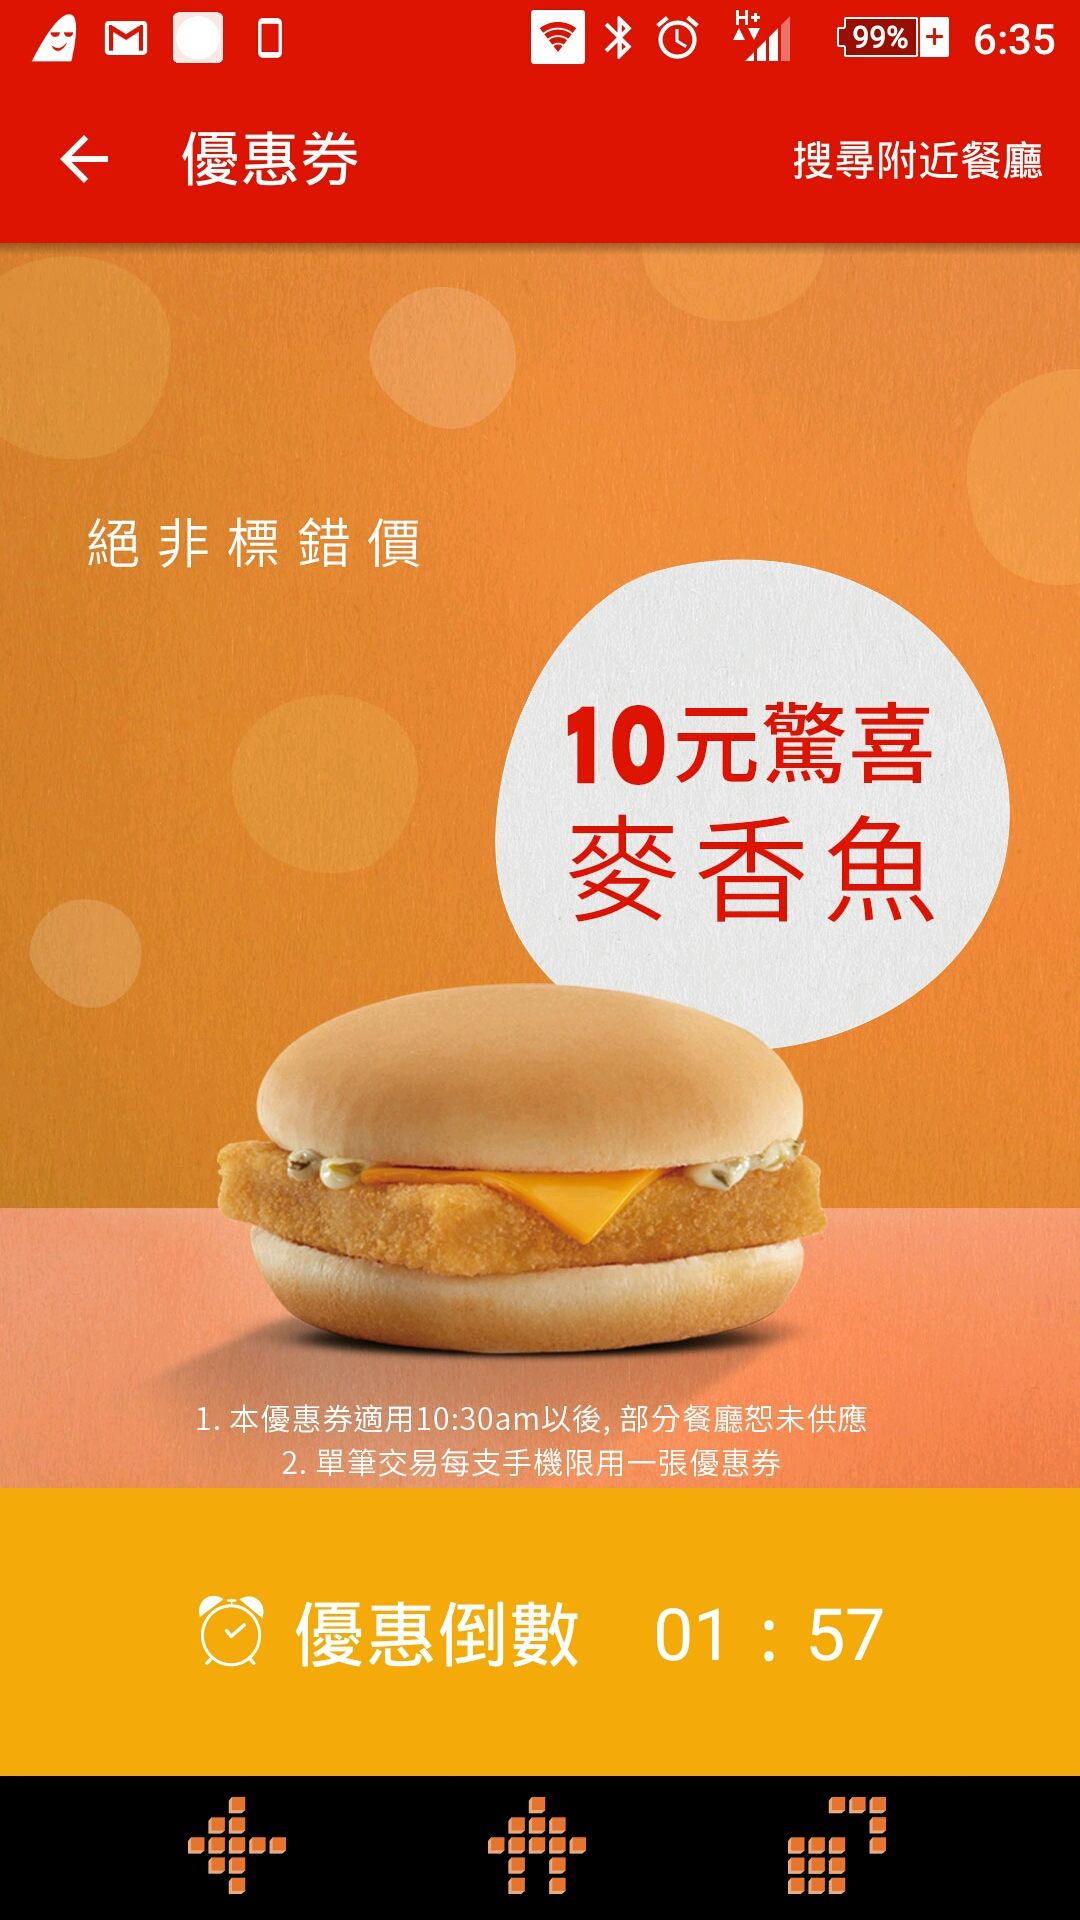 H+
99%
6:35
優惠券
搜尋附近餐廳
絕非標錯價
10元驚喜
麥香魚
1. 本優惠券適用10:30am以後, 部分餐廳恕未供應
2. 單筆交易每支手機限用一張優惠券
優惠倒數 01 : 57